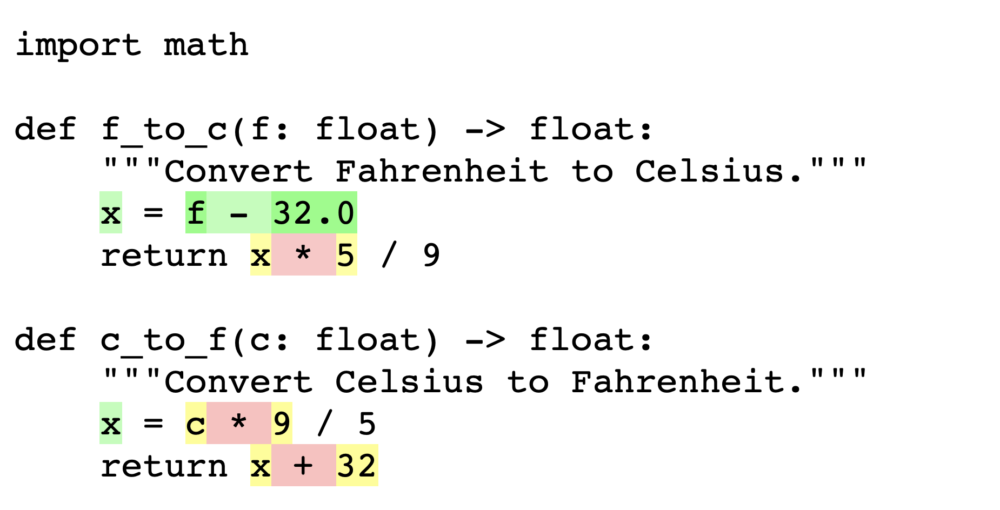 import math

def f_to_c(f: float) -> float:
    """Convert Fahrenheit to Celsius."""
    x = f - 32.0
    return x * 5 / 9

def c_to_f(c: float) -> float:
    """Convert Celsius to Fahrenheit."""
    x = c * 9 / 5
    return x + 32